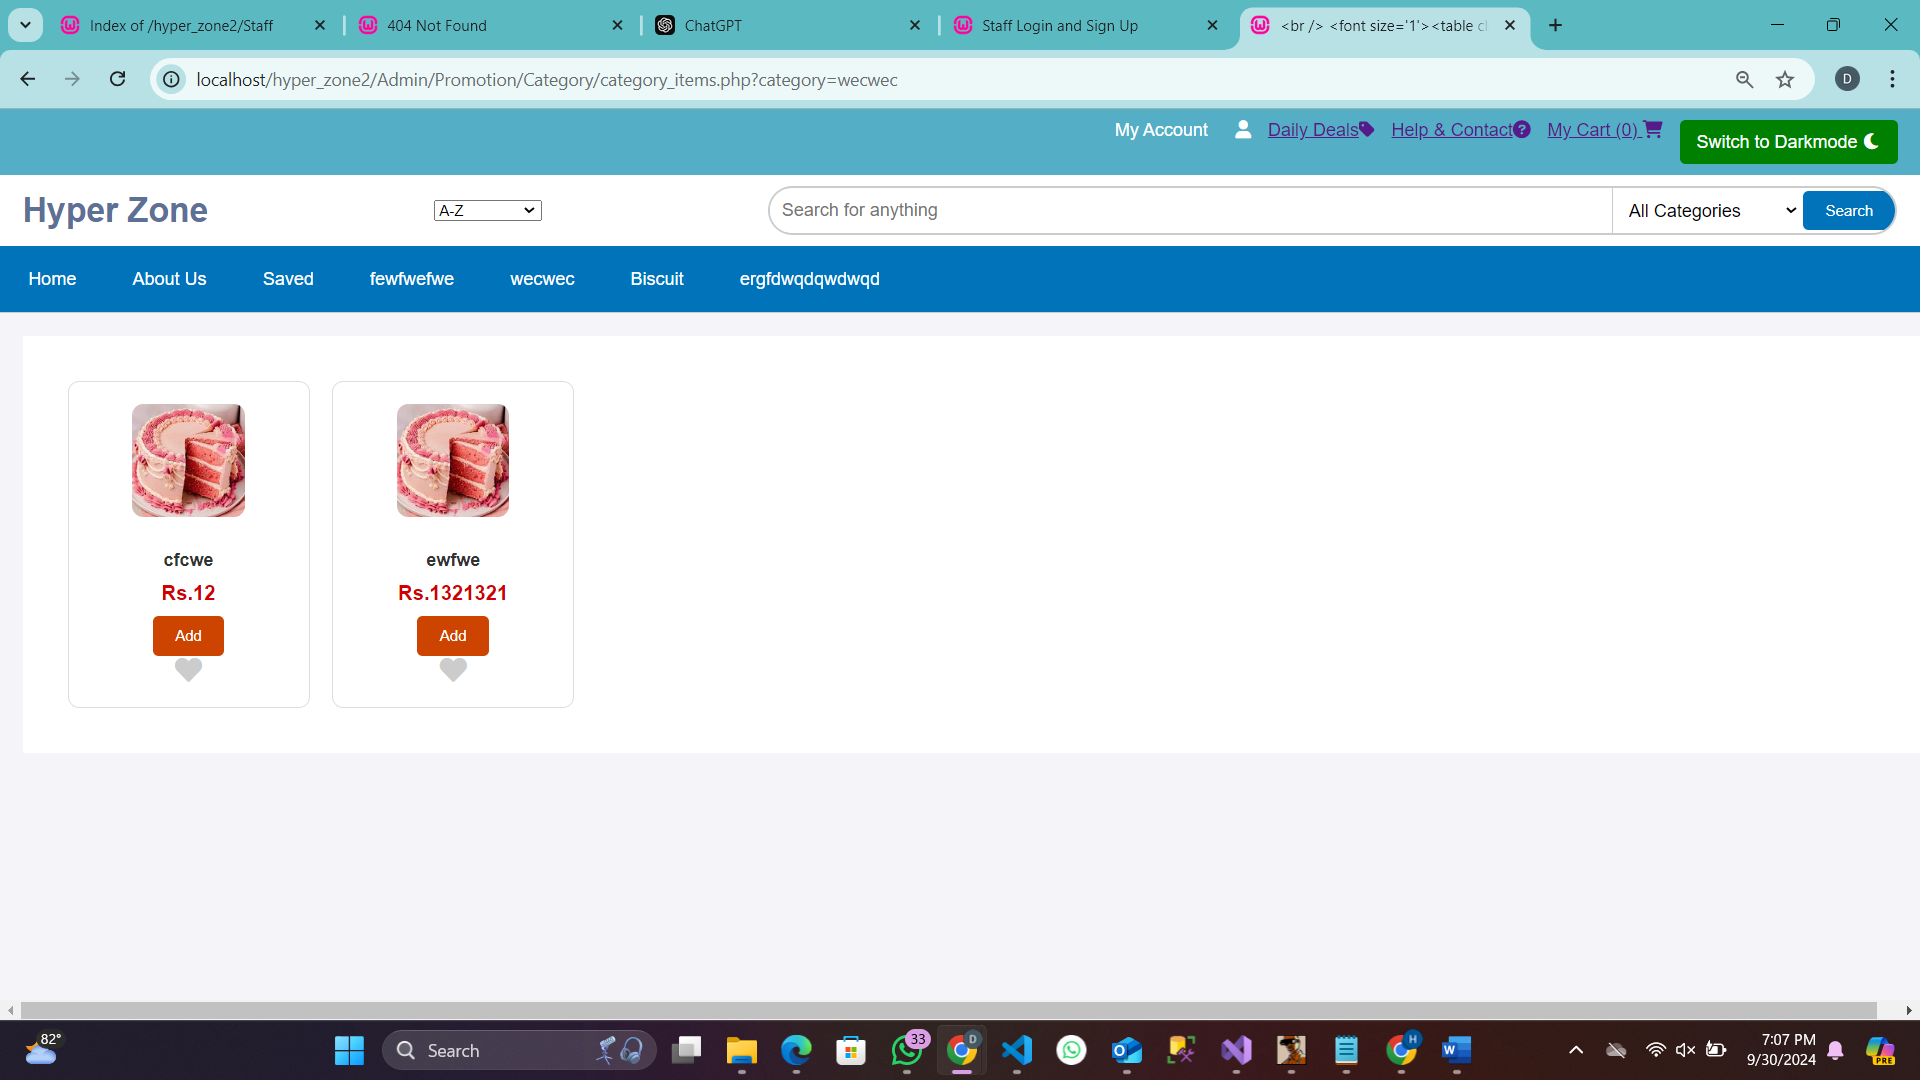 Index of /hyper_zone2/Staff
404 Not Found
ChatGPT
Staff Login and Sign Up
<br /> <font size='1'><table cl
localhost/hyper_zone2/Admin/Promotion/Category/category_items.php?category=wecwec
D
My Account
Daily Deals
Help & Contact
My Cart (0)
Switch to Darkmode
Hyper Zone
A-Z
Search for anything
All Categories
Search
Home
About Us
Saved
fewfwefwe
wecwec
Biscuit
ergfdwqdqwdwqd
cfcwe
Rs.12
Add
ewfwe
Rs.1321321
Add
82°
Search
33
D
H
7:07 PM
9/30/2024
PRE